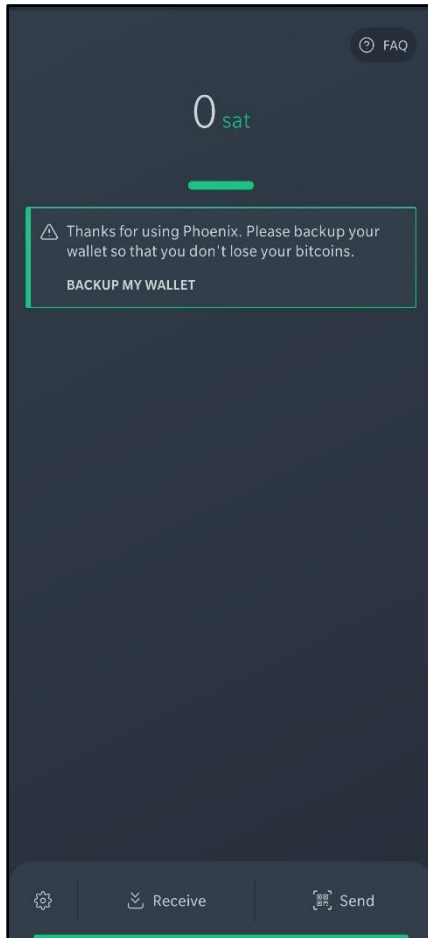 FAQ
0 sat
Thanks for using Phoenix. Please backup your
wallet so that you don't lose your bitcoins.
BACKUP MY WALLET
Receive
Send